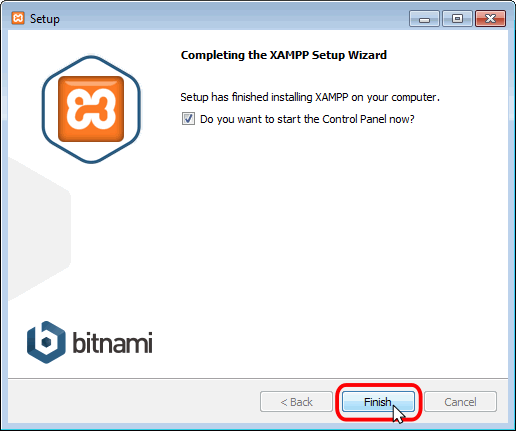 Setup
Completing the XAMPP Setup Wizard
Setup has finished installing XAMPP on your computer.
Do you want to start the Control Panel now?
bitnami
< Back
Finish
Cancel